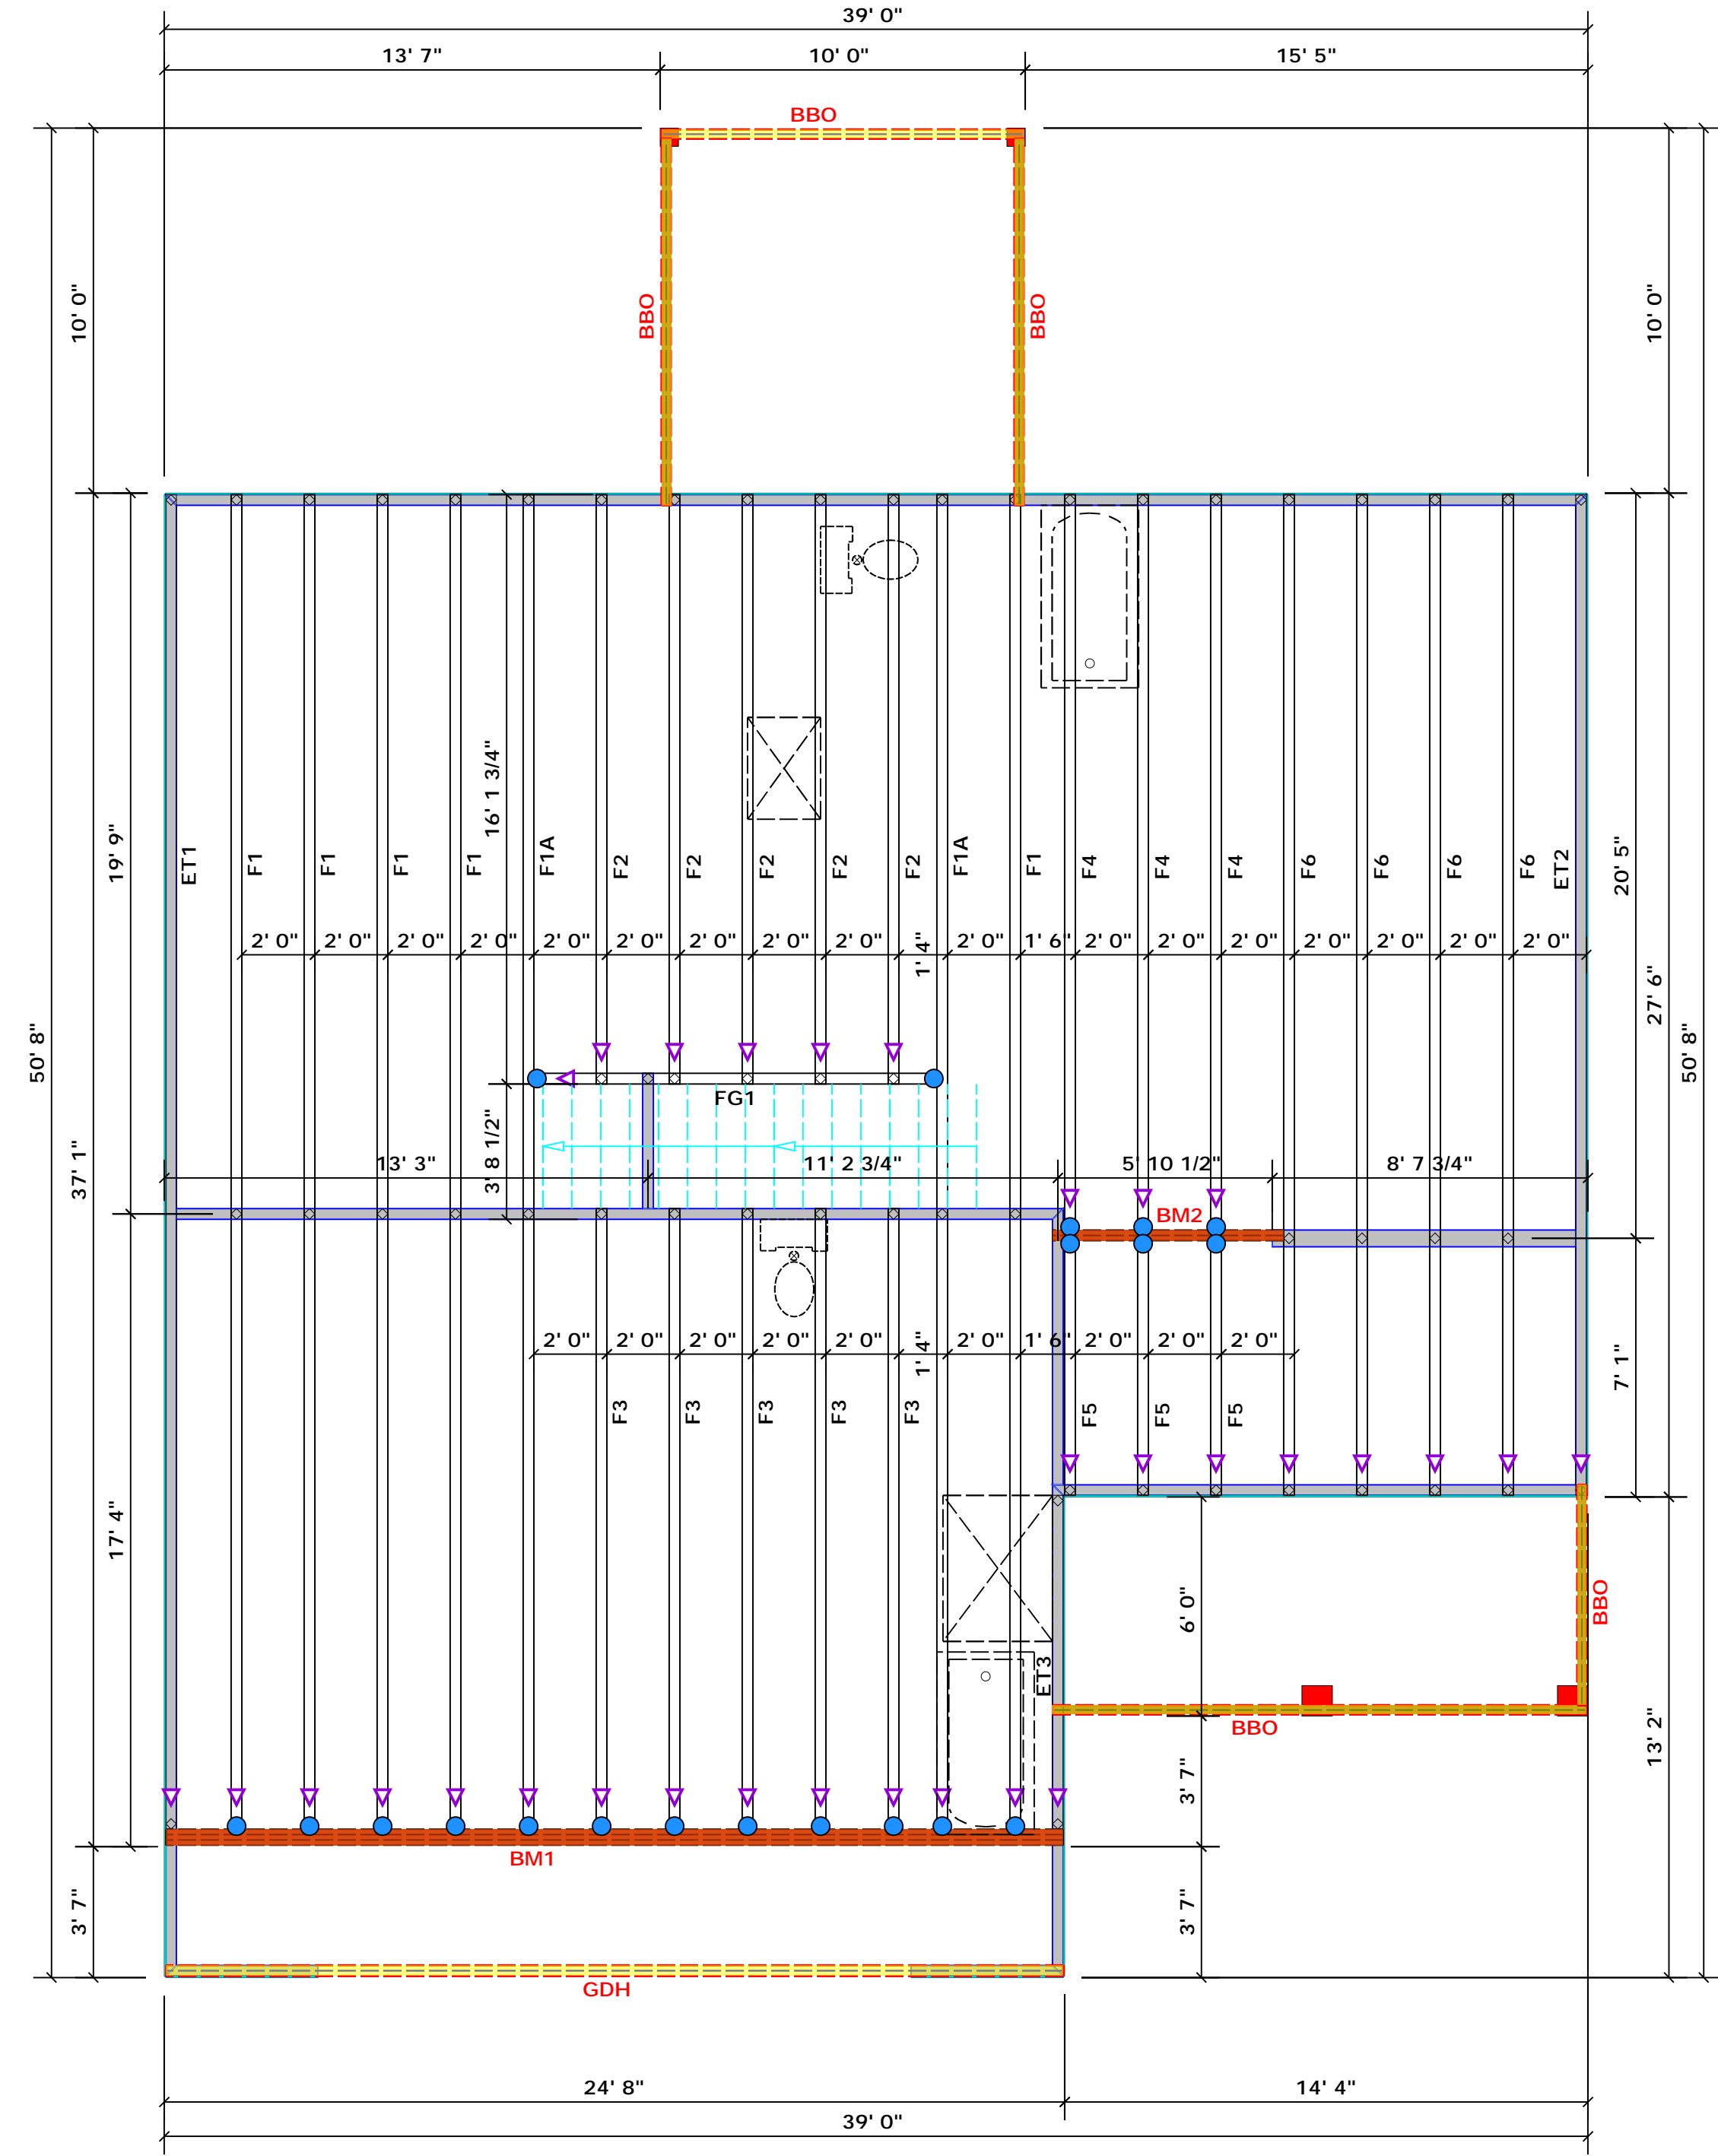 39' 0"
13' 7" 10' 0" 15' 5"
BBO
10' 0" BBO BBO 10' 0"
16' 1 3/4"
19' 9" ET1 F1 F1 F1 F1 F1A F2 F2 F2 F2 F2 F1A F1 F4 F4 F4 F6 F6 F6 F6 ET2 20' 5"
2' 0" 2' 0" 2' 0" 2' 0" 2' 0" 2' 0" 2' 0" 2' 0" 2' 0" 1' 4" 2' 0" 1' 6" 2' 0" 2' 0" 2' 0" 2' 0" 2' 0" 2' 0" 2' 0"
27' 6"
50' 8" 50' 8"
FG1
37' 1" 3' 8 1/2"
13' 3" 11' 2 3/4" 5' 10 1/2" 8' 7 3/4"
BM2
2' 0" 2' 0" 2' 0" 2' 0" 2' 0" 1' 4" 2' 0" 1' 6" 2' 0" 2' 0" 2' 0"
7' 1"
F3 F3 F3 F3 F3 F5 F5 F5
17' 4"
6' 0" BBO
ET3
BBO 13' 2"
3' 7"
BM1
3' 7" 3' 7"
GDH
24' 8" 14' 4"
39' 0"